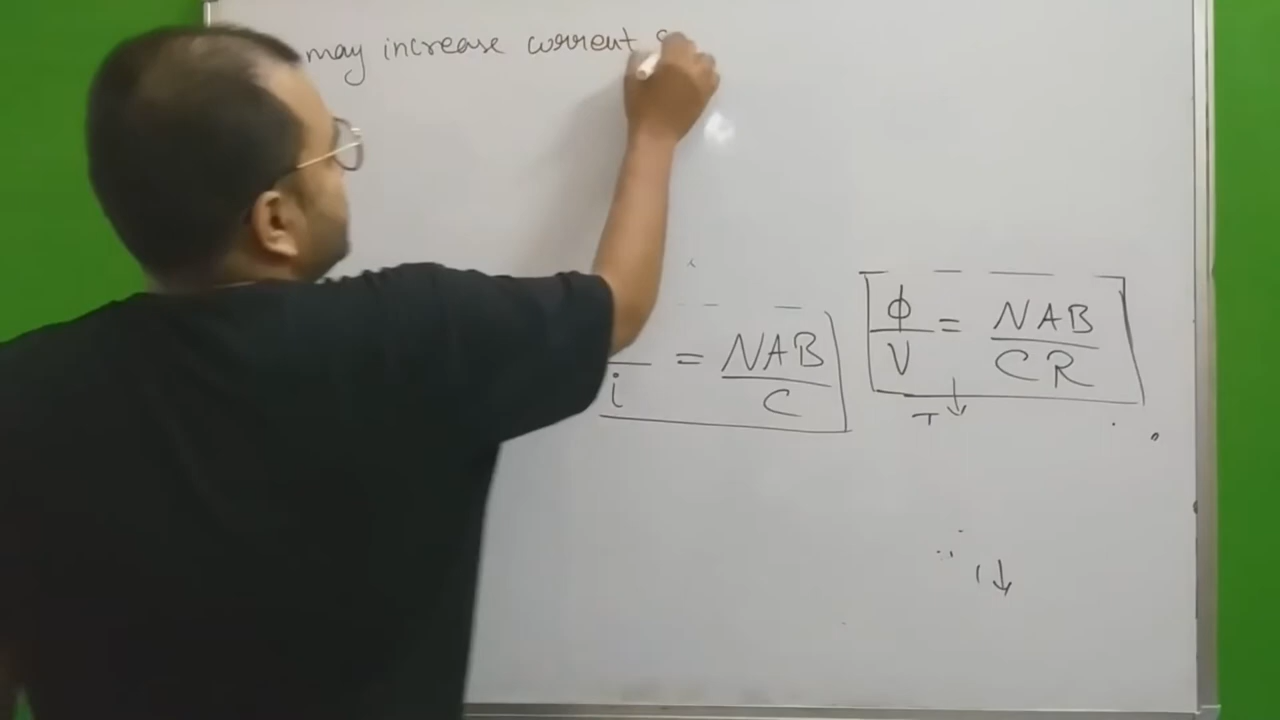 may increase current S
i = NAB / C
ϕ / V = NAB / CR
↓
i ↓